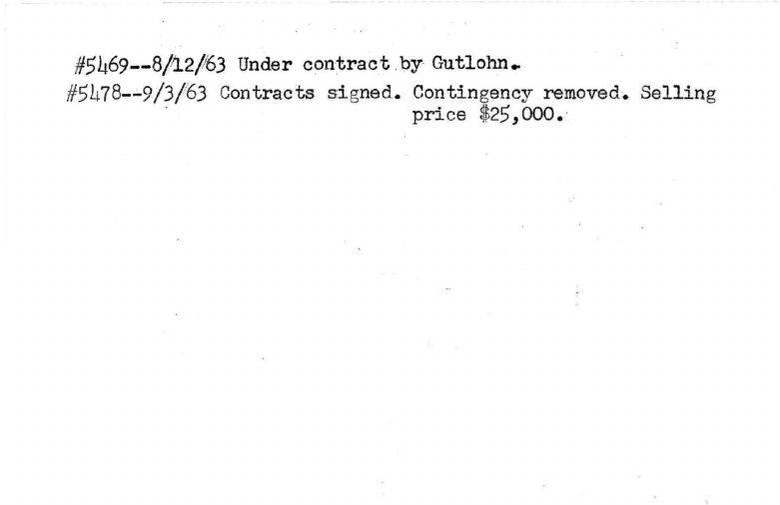 #5469--8/12/63 Under contract by Gutlohn.
#5478--9/3/63 Contracts signed. Contingency removed. Selling
price $25,000.